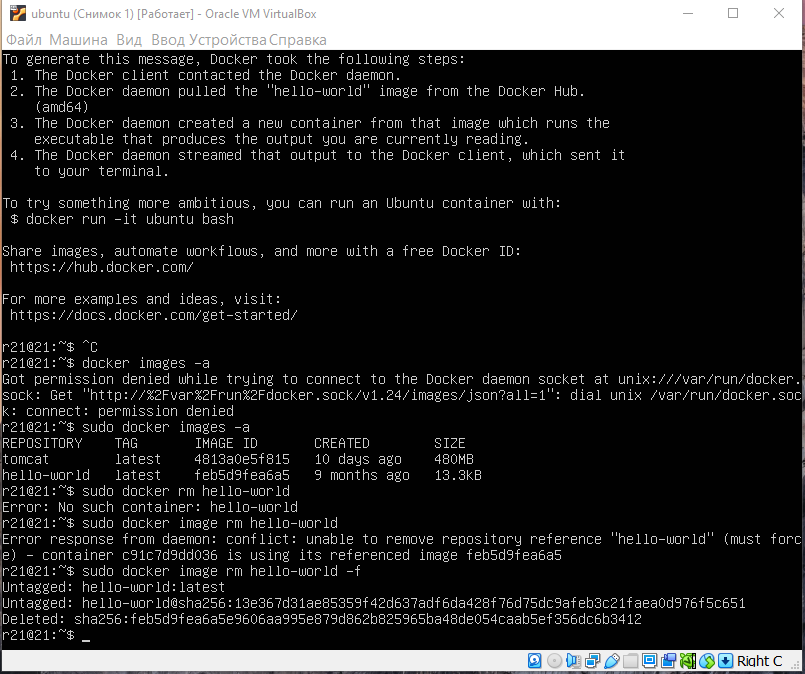 ubuntu (Снимок 1) [Работает] - Oracle VM VirtualBox
Файл Машина Вид Ввод Устройства Справка
To generate this message, Docker took the following steps:
1. The Docker client contacted the Docker daemon.
2. The Docker daemon pulled the "hello-world" image from the Docker Hub.
(amd64)
3. The Docker daemon created a new container from that image which runs the
executable that produces the output you are currently reading.
4. The Docker daemon streamed that output to the Docker client, which sent it
to your terminal.
To try something more ambitious, you can run an Ubuntu container with:
$ docker run -it ubuntu bash
Share images, automate workflows, and more with a free Docker ID:
https://hub.docker.com/
For more examples and ideas, visit:
https://docs.docker.com/get-started/
r21@21:~$ ^C
r21@21:~$ docker images -a
Got permission denied while trying to connect to the Docker daemon socket at unix:///var/run/docker.
sock: Get "http://%2Fvar%2Frun%2Fdocker.sock/v1.24/images/json?all=1": dial unix /var/run/docker.soc
k: connect: permission denied
r21@21:~$ sudo docker images -a
REPOSITORY TAG IMAGE ID CREATED SIZE
tomcat latest 4813a0e5f815 10 days ago 480MB
hello-world latest feb5d9fea6a5 9 months ago 13.3kB
r21@21:~$ sudo docker rm hello-world
Error: No such container: hello-world
r21@21:~$ sudo docker image rm hello-world
Error response from daemon: conflict: unable to remove repository reference "hello-world" (must forc
e) - container c91c7d9dd036 is using its referenced image feb5d9fea6a5
r21@21:~$ sudo docker image rm hello-world -f
Untagged: hello-world:latest
Untagged: hello-world@sha256:13e367d31ae85359f42d637adf6da428f76d75dc9afeb3c21faea0d976f5c651
Deleted: sha256:feb5d9fea6a5e9606aa995e879d862b825965ba48de054caab5ef356dc6b3412
r21@21:~$ _
Right C